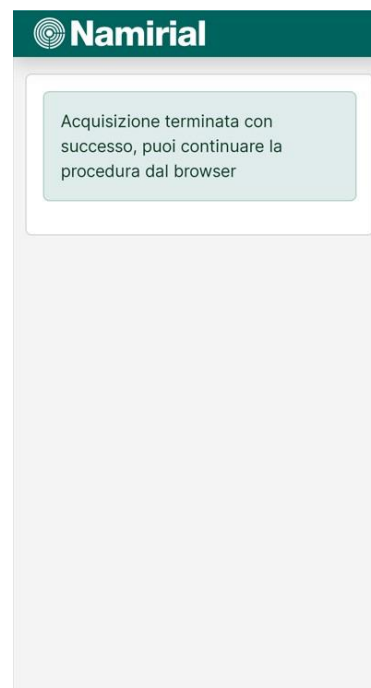 Namirial
Acquisizione terminata con
successo, puoi continuare la
procedura dal browser